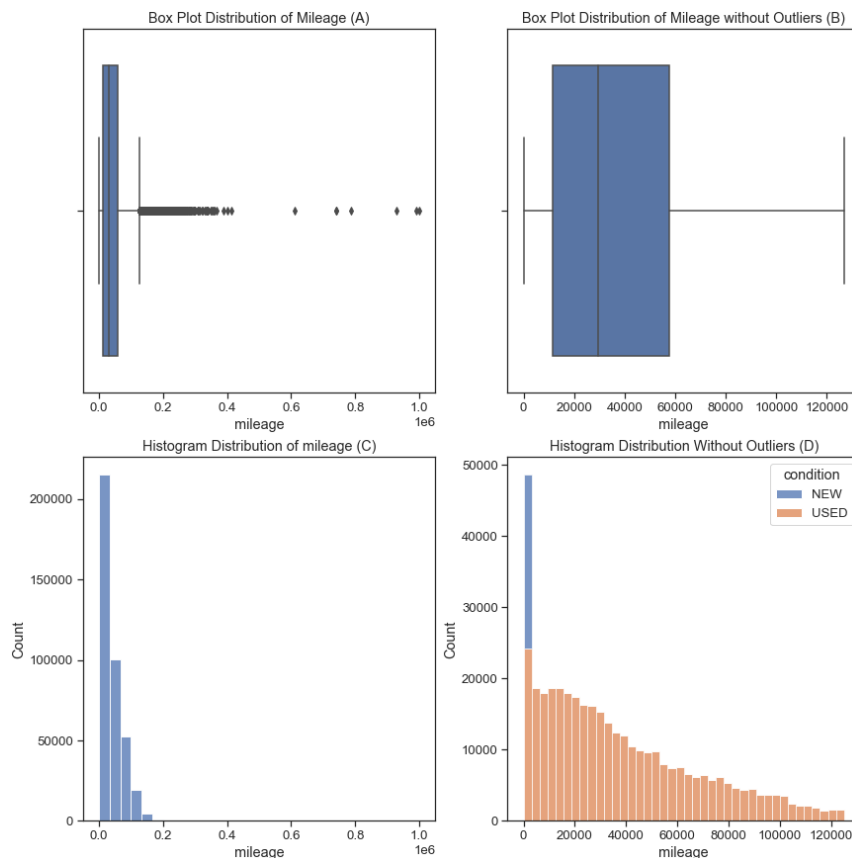 Box Plot Distribution of Mileage (A)
0.0 0.2 0.4 0.6 0.8 1.0
mileage
1e6
Box Plot Distribution of Mileage without Outliers (B)
0 20000 40000 60000 80000 100000 120000
mileage
Histogram Distribution of mileage (C)
200000
150000
100000
50000
0
Count
0.0 0.2 0.4 0.6 0.8 1.0
mileage
1e6
Histogram Distribution Without Outliers (D)
condition
NEW
USED
50000
40000
30000
20000
10000
0
Count
0 20000 40000 60000 80000 100000 120000
mileage